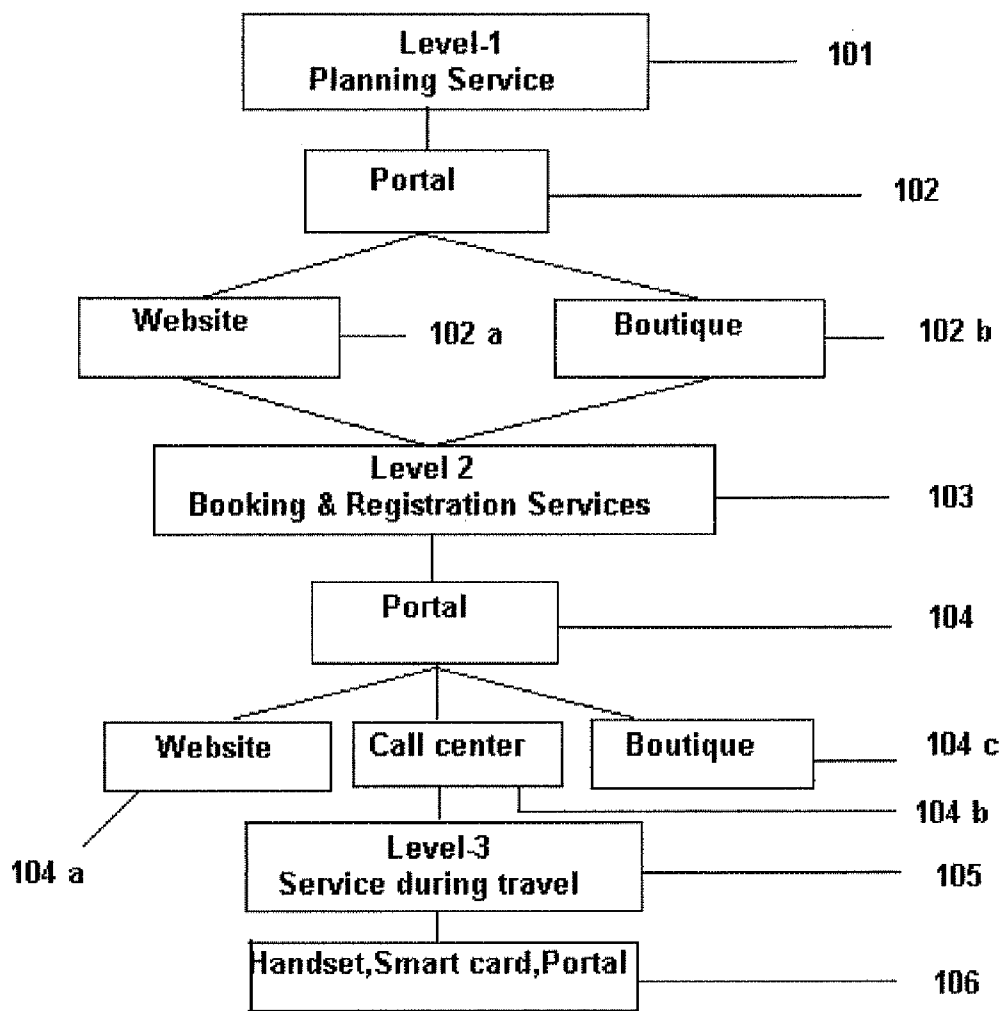 Level-1
Planning Service
101
Portal
102
Website
102 a
Boutique
102 b
Level 2
Booking & Registration Services
103
Portal
104
Website
Call center
Boutique
104 c
104 b
104 a
Level-3
Service during travel
105
Handset,Smart card,Portal
106